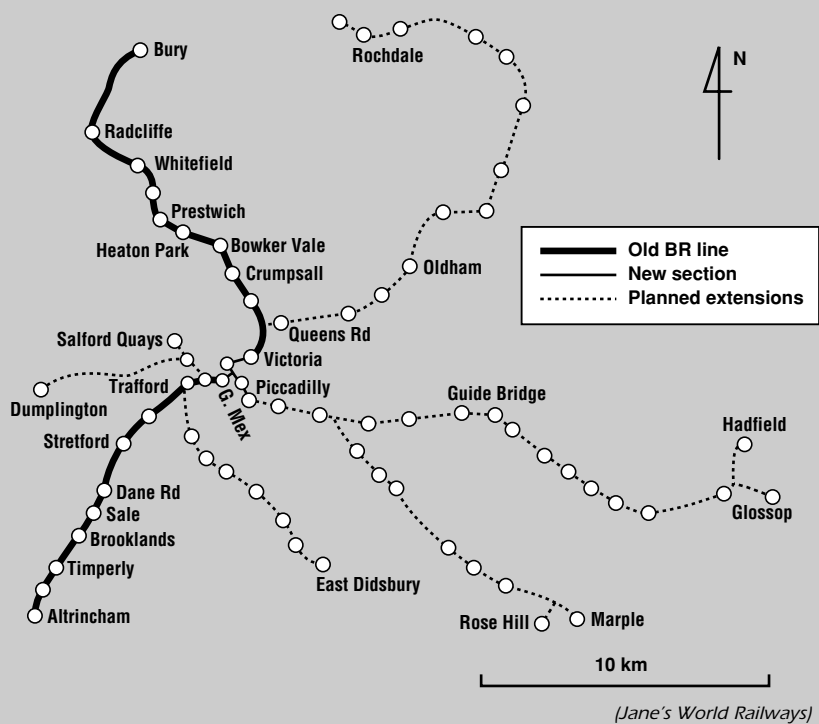 Bury
Rochdale
N
Radcliffe
Whitefield
Prestwich
Heaton Park
Bowker Vale
Crumpsall
Oldham
Old BR line
New section
Planned extensions
Queens Rd
Salford Quays
Victoria
Trafford
Piccadilly
Dumplington
G. Mex
Guide Bridge
Hadfield
Stretford
Dane Rd
Sale
Glossop
Brooklands
Timperly
East Didsbury
Altrincham
Rose Hill
Marple
10 km
(Jane's World Railways)